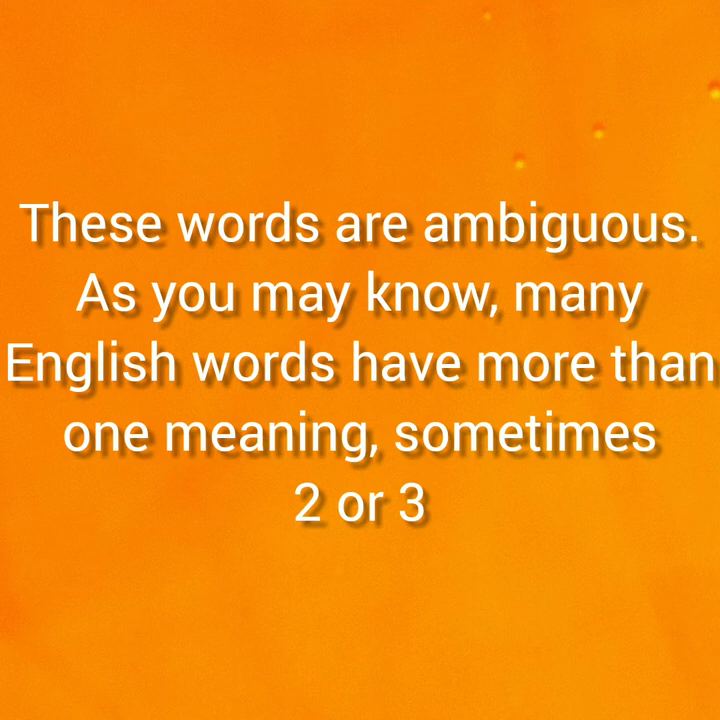 These words are ambiguous.
As you may know, many
English words have more than
one meaning, sometimes
2 or 3